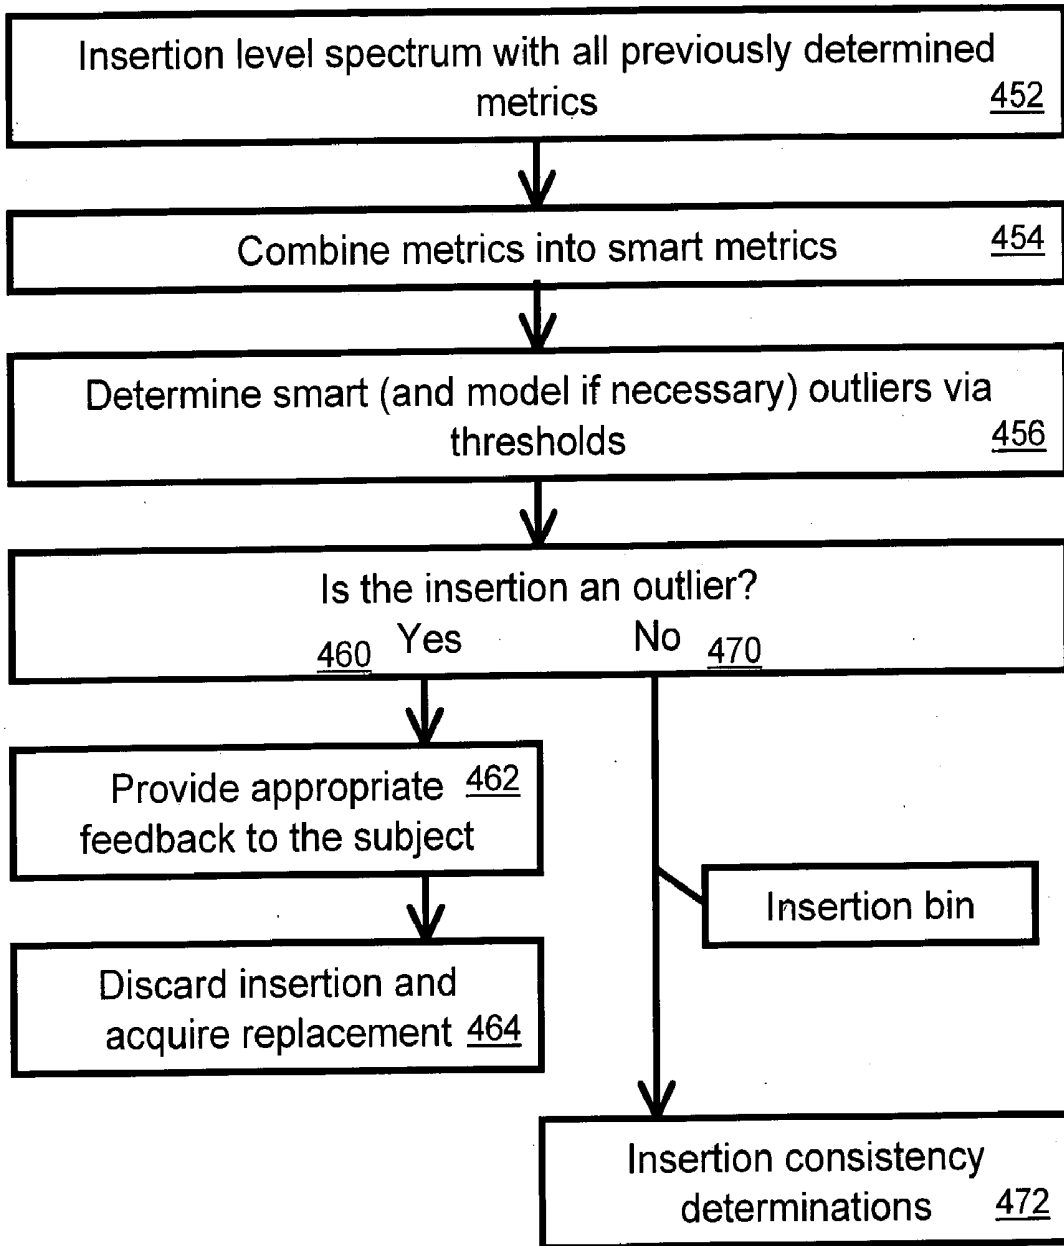 Insertion level spectrum with all previously determined
metrics 452
Combine metrics into smart metrics 454
Determine smart (and model if necessary) outliers via
thresholds 456
Is the insertion an outlier?
460 Yes No 470
Provide appropriate 462
feedback to the subject
Insertion bin
Discard insertion and
acquire replacement 464
Insertion consistency
determinations 472